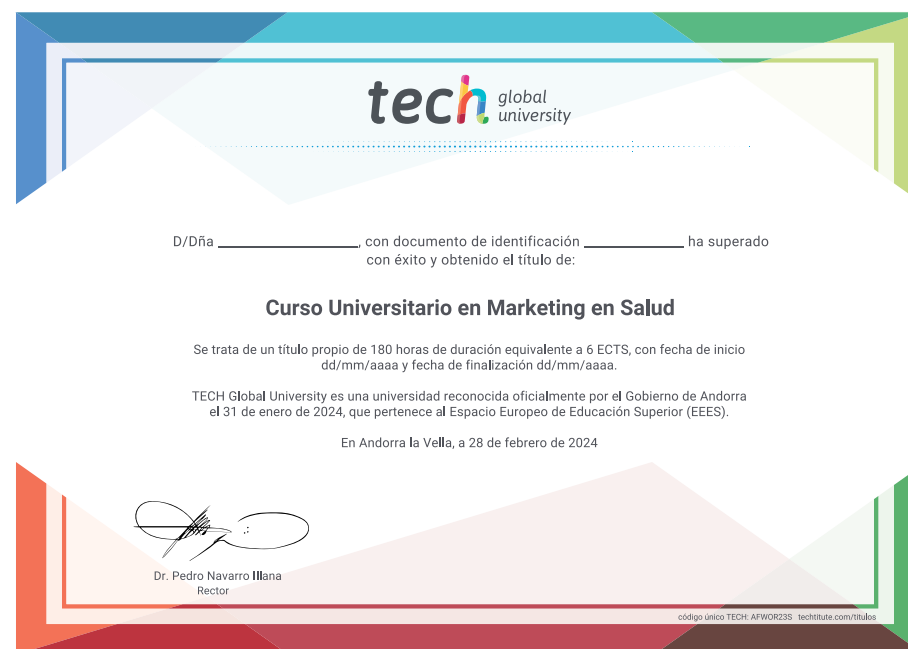 tech global university
D/Dña ____________________, con documento de identificación ______________ ha superado
con éxito y obtenido el título de:
Curso Universitario en Marketing en Salud
Se trata de un título propio de 180 horas de duración equivalente a 6 ECTS, con fecha de inicio
dd/mm/aaaa y fecha de finalización dd/mm/aaaa.
TECH Global University es una universidad reconocida oficialmente por el Gobierno de Andorra
el 31 de enero de 2024, que pertenece al Espacio Europeo de Educación Superior (EEES).
En Andorra la Vella, a 28 de febrero de 2024
Dr. Pedro Navarro Illana
Rector
código único TECH: AFWOR23S techtitute.com/titulos